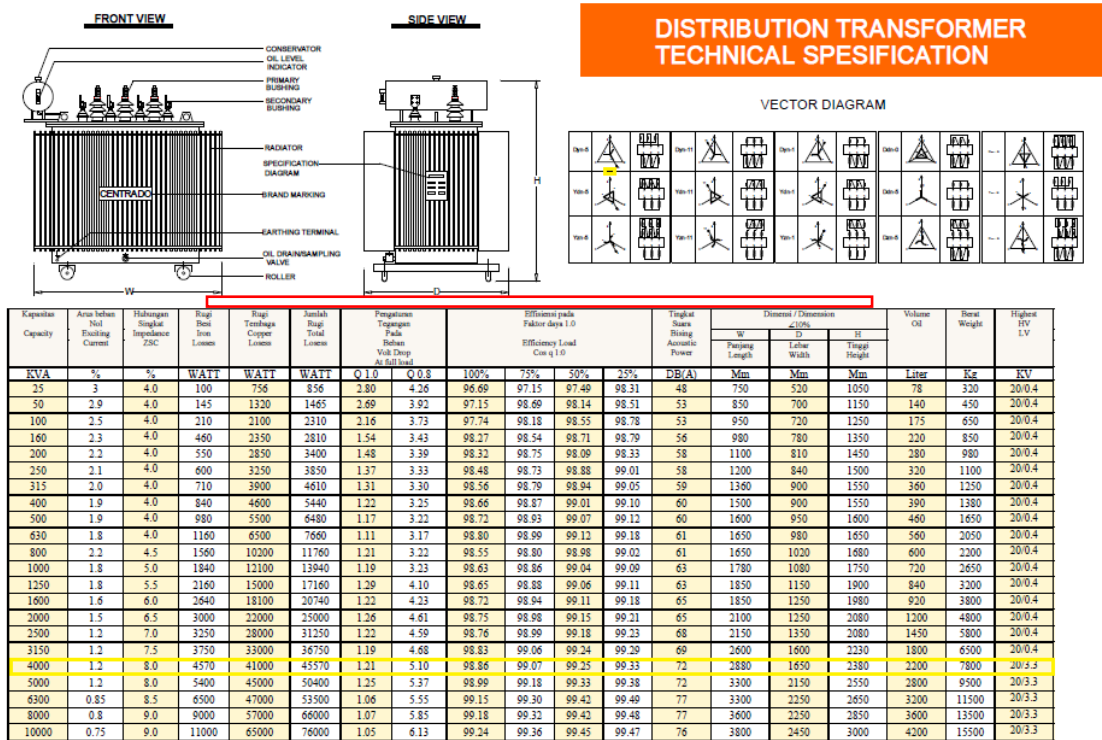 FRONT VIEW
SIDE VIEW
DISTRIBUTION TRANSFORMER
TECHNICAL SPESIFICATION
CONSERVATOR
OIL LEVEL
INDICATOR
PRIMARY
BUSHING
SECONDARY
BUSHING
RADIATOR
SPECIFICATION
DIAGRAM
BRAND MARKING
EARTHING TERMINAL
OIL DRAIN/SAMPLING
VALVE
ROLLER
CENTRADO
W
D
H
VECTOR DIAGRAM
Dyn-5 Dyn-11 Dyn-1 Ddn-0
Ydn-5 Ydn-11 Ydn-1 Ddn-5
Yzn-5 Yzn-11 Yzn-1 Dzn-5
Kapasitas Arus beban Hubungan Rugi Rugi Jumlah Pengaturan Effisiensi pada Tingkat Dimensi / Dimension Volume Berat Highest
Nol Singkat Besi Tembaga Rugi Tegangan Faktor daya 1.0 Suara ∠10% Oil Weight HV
Capacity Exciting Impedance Iron Copper Total Pada Bising W D H LV
Current ZSC Losses Losess Losess Beban Efficiency Load Acoustic Panjang Lebar Tinggi
Volt Drop Cos q 1:0 Power Length Width Height
At full load
KVA % % WATT WATT WATT Q 1.0 Q 0.8 100% 75% 50% 25% DB(A) Mm Mm Mm Liter Kg KV
25 3 4.0 100 756 856 2.80 4.26 96.69 97.15 97.49 98.31 48 750 520 1050 78 320 20/0.4
50 2.9 4.0 145 1320 1465 2.69 3.92 97.15 98.69 98.14 98.51 53 850 700 1150 140 450 20/0.4
100 2.5 4.0 210 2100 2310 2.16 3.73 97.74 98.18 98.55 98.78 53 950 720 1250 175 650 20/0.4
160 2.3 4.0 460 2350 2810 1.54 3.43 98.27 98.54 98.71 98.79 56 980 780 1350 220 850 20/0.4
200 2.2 4.0 550 2850 3400 1.48 3.39 98.32 98.75 98.09 98.33 58 1100 810 1450 280 980 20/0.4
250 2.1 4.0 600 3250 3850 1.37 3.33 98.48 98.73 98.88 99.01 58 1200 840 1500 320 1100 20/0.4
315 2.0 4.0 710 3900 4610 1.31 3.30 98.56 98.79 98.94 99.05 59 1360 900 1550 360 1250 20/0.4
400 1.9 4.0 840 4600 5440 1.22 3.25 98.66 98.87 99.01 99.10 60 1500 900 1550 390 1380 20/0.4
500 1.9 4.0 980 5500 6480 1.17 3.22 98.72 98.93 99.07 99.12 60 1600 950 1600 460 1650 20/0.4
630 1.8 4.0 1160 6500 7660 1.11 3.17 98.80 98.99 99.12 99.18 61 1650 980 1650 560 2050 20/0.4
800 2.2 4.5 1560 10200 11760 1.21 3.22 98.55 98.80 98.98 99.02 61 1650 1020 1680 600 2200 20/0.4
1000 1.8 5.0 1840 12100 13940 1.19 3.23 98.63 98.86 99.04 99.09 63 1780 1080 1750 720 2650 20/0.4
1250 1.8 5.5 2160 15000 17160 1.29 4.10 98.65 98.88 99.06 99.11 63 1850 1150 1900 840 3200 20/0.4
1600 1.6 6.0 2640 18100 20740 1.22 4.23 98.72 98.94 99.11 99.18 65 1850 1250 1980 920 3800 20/0.4
2000 1.5 6.5 3000 22000 25000 1.26 4.61 98.75 98.98 99.15 99.21 65 2100 1250 2080 1200 4800 20/0.4
2500 1.2 7.0 3250 28000 31250 1.22 4.59 98.76 98.99 99.18 99.23 68 2150 1350 2080 1450 5800 20/0.4
3150 1.2 7.5 3750 33000 36750 1.19 4.68 98.83 99.06 99.24 99.29 69 2600 1600 2230 1800 6500 20/0.4
4000 1.2 8.0 4570 41000 45570 1.21 5.10 98.86 99.07 99.25 99.33 72 2880 1650 2380 2200 7800 20/3.3
5000 1.2 8.0 5400 45000 50400 1.25 5.37 98.99 99.18 99.33 99.38 72 3300 2150 2550 2800 9500 20/3.3
6300 0.85 8.5 6500 47000 53500 1.06 5.55 99.15 99.30 99.42 99.49 77 3300 2250 2650 3200 11500 20/3.3
8000 0.8 9.0 9000 57000 66000 1.07 5.85 99.18 99.32 99.42 99.48 77 3600 2250 2850 3600 13500 20/3.3
10000 0.75 9.0 11000 65000 76000 1.05 6.13 99.24 99.36 99.45 99.47 76 3800 2450 3000 4200 15500 20/3.3